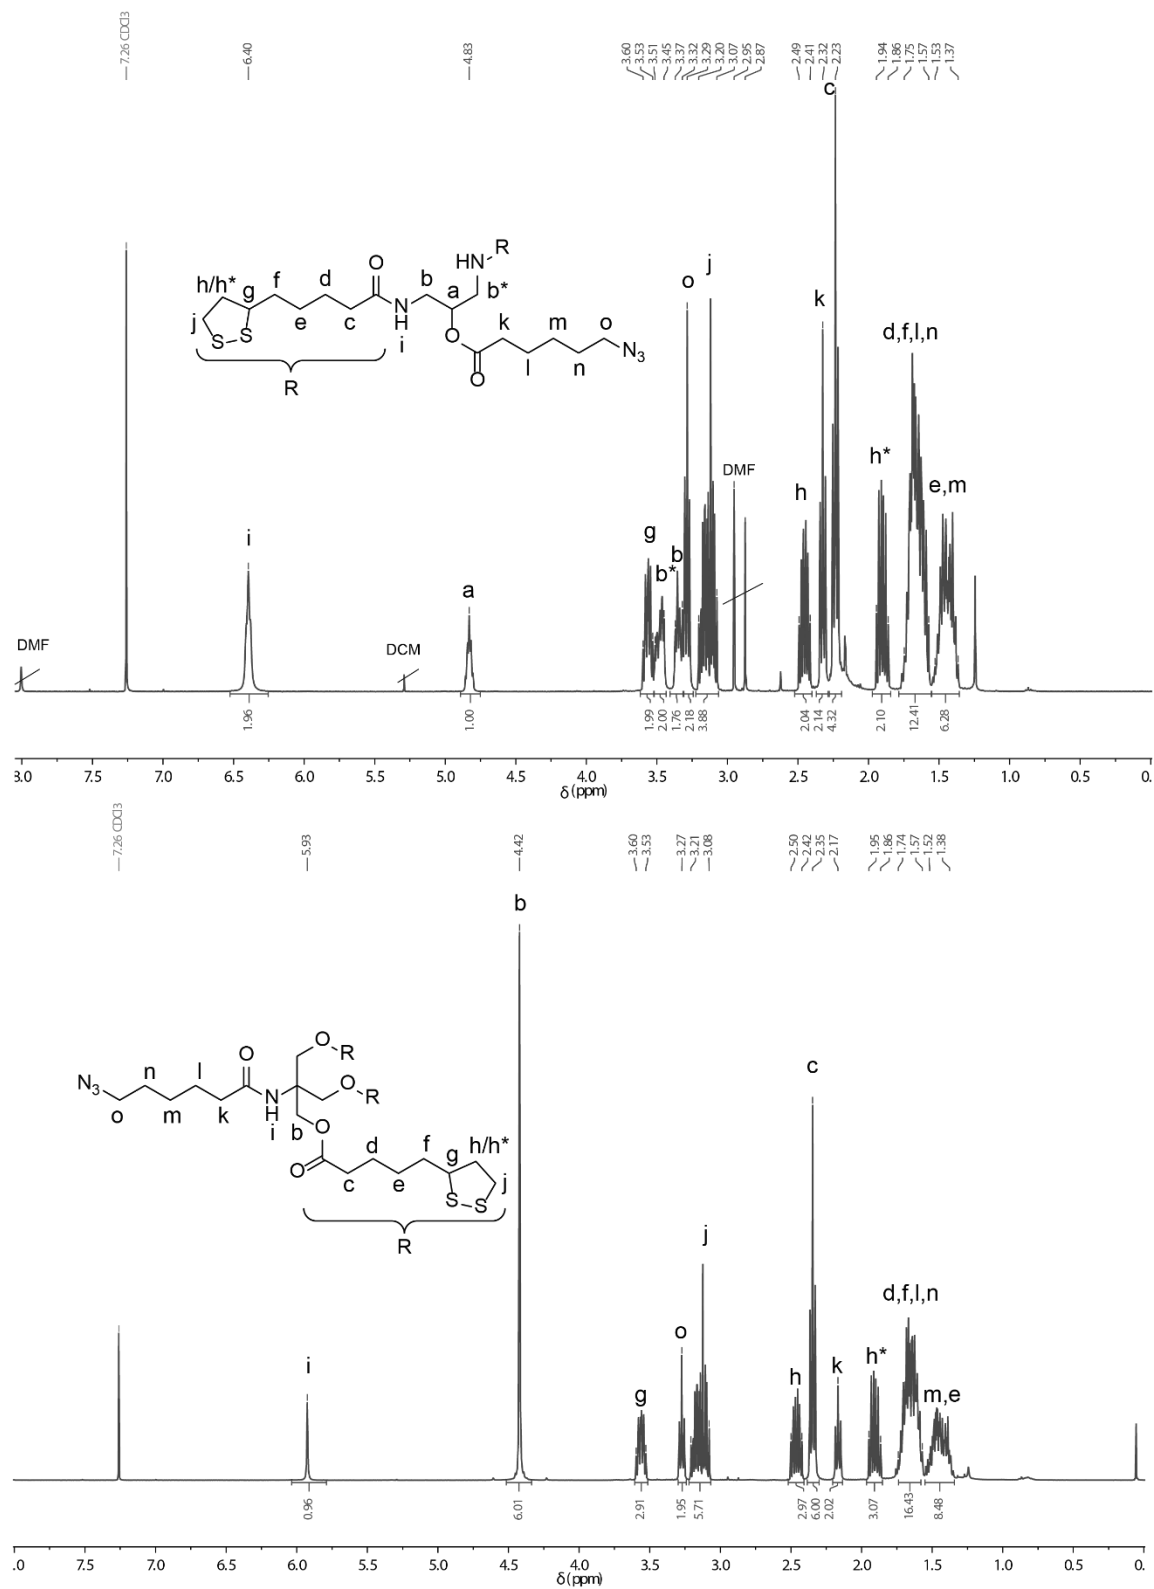 7.26 CDCl3
6.40
4.83
3.60
3.53
3.51
3.45
3.37
3.32
3.29
3.20
3.07
2.95
2.87
2.49
2.41
2.32
2.23
1.94
1.86
1.75
1.57
1.53
1.37
c
R
HN
O
h/h* g f d b a b*
j S S e c N H i
O k m o
O l n N3
R
o j k d,f,l,n
h* e,m
h DMF
g b b*
i a
DMF DCM
1.96
1.00
1.99
2.00
1.76
2.18
3.88
2.04
2.14
4.32
2.10
12.41
6.28
8.0 7.5 7.0 6.5 6.0 5.5 5.0 4.5 4.0 3.5 3.0 2.5 2.0 1.5 1.0 0.5 0.
δ (ppm)
7.26 CDCl3
5.93
4.42
3.60
3.53
3.27
3.21
3.08
2.50
2.42
2.35
2.17
1.95
1.86
1.74
1.57
1.52
1.38
b
c
O R
n l O O R
N3 o m k N H i b O
d f g h/h*
O c e S S j
R
j
d,f,l,n
o h k h* m,e
i g
0.96
6.01
2.91
1.95
5.71
2.97
6.00
2.02
3.07
16.43
8.48
.0 7.5 7.0 6.5 6.0 5.5 5.0 4.5 4.0 3.5 3.0 2.5 2.0 1.5 1.0 0.5 0.
δ (ppm)